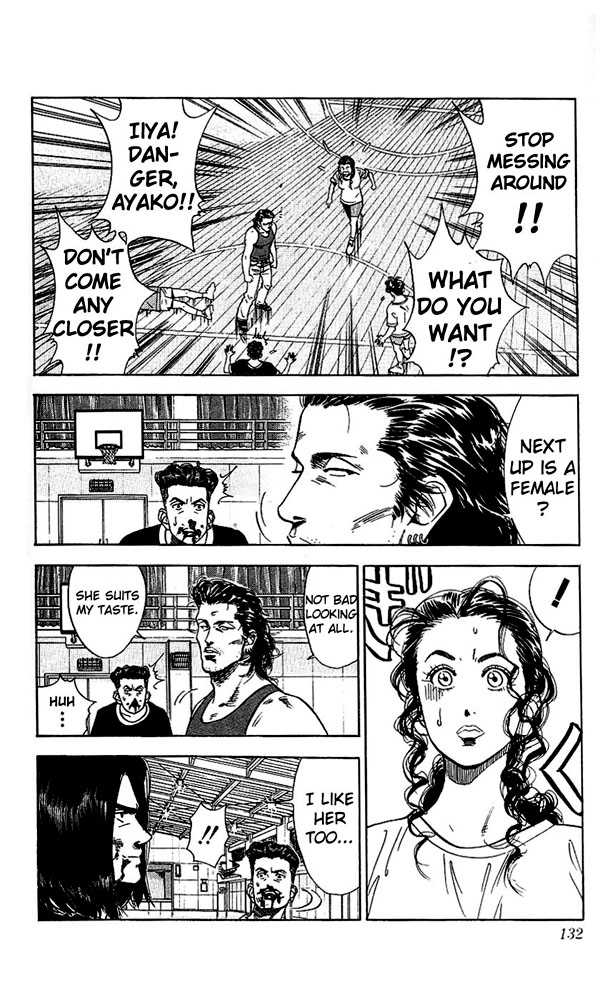 STOP
MESSING
AROUND
!!
IIYA!
DAN-
GER,
AYAKO!!
WHAT
DO YOU
WANT
!?
DON'T
COME
ANY
CLOSER
!!
NEXT
UP IS A
FEMALE
?
NOT BAD
LOOKING
AT ALL.
SHE SUITS
MY TASTE.
HUH
...
!
I LIKE
HER
TOO...
!!
132